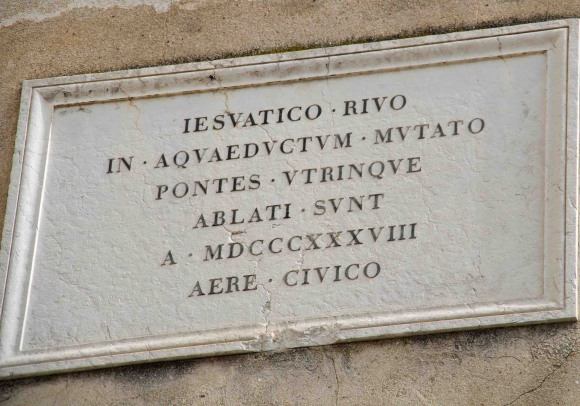 IESVATICO · RIVO
IN · AQVAEDVCTVM · MVTATO
PONTES · VTRINQVE
ABLATI · SVNT
A · MDCCCXXXVIII
AERE · CIVICO